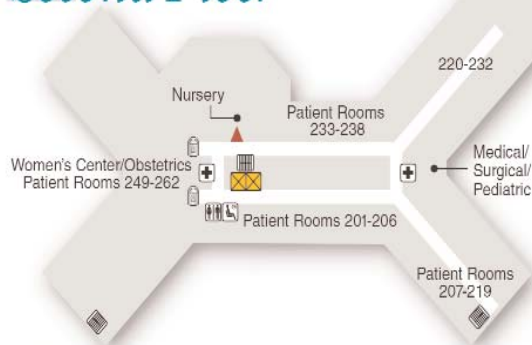 220-232
Nursery
Patient Rooms
233-238
Women's Center/Obstetrics
Patient Rooms 249-262
Medical/
Surgical/
Pediatric
Patient Rooms 201-206
Patient Rooms
207-219